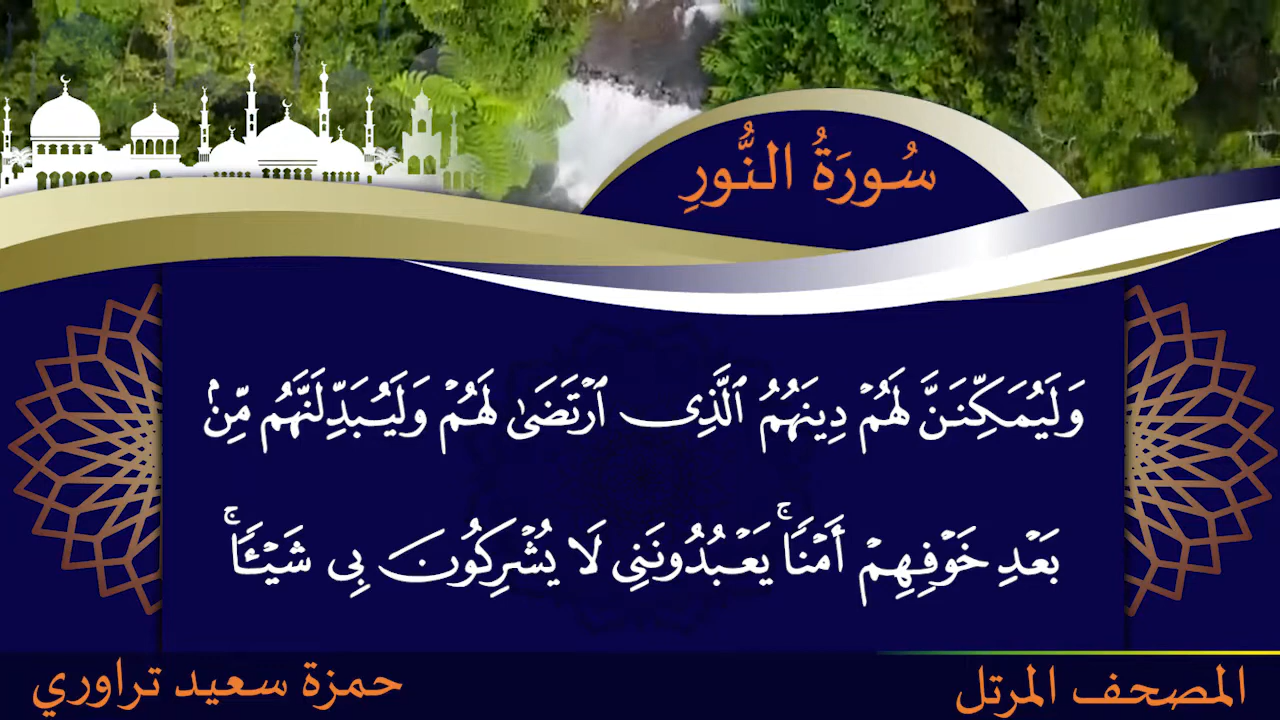 سُورَةُ النُّورِ
وَلَيُمَكِّنَنَّ لَهُمۡ دِينَهُمُ ٱلَّذِى ٱرۡتَضَىٰ لَهُمۡ وَلَيُبَدِّلَنَّهُم مِّنۢ
بَعۡدِ خَوۡفِهِمۡ أَمۡنٗاۚ يَعۡبُدُونَنِى لَا يُشۡرِكُونَ بِى شَيۡـٔٗاۚ
المصحف المرتل
حمزة سعيد تراوري